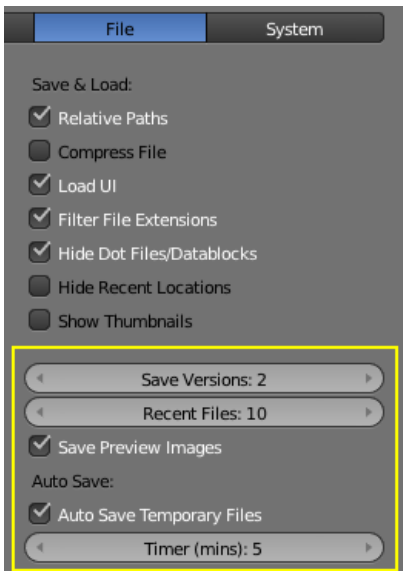 File
System
Save & Load:
Relative Paths
Compress File
Load UI
Filter File Extensions
Hide Dot Files/Datablocks
Hide Recent Locations
Show Thumbnails
Save Versions: 2
Recent Files: 10
Save Preview Images
Auto Save:
Auto Save Temporary Files
Timer (mins): 5